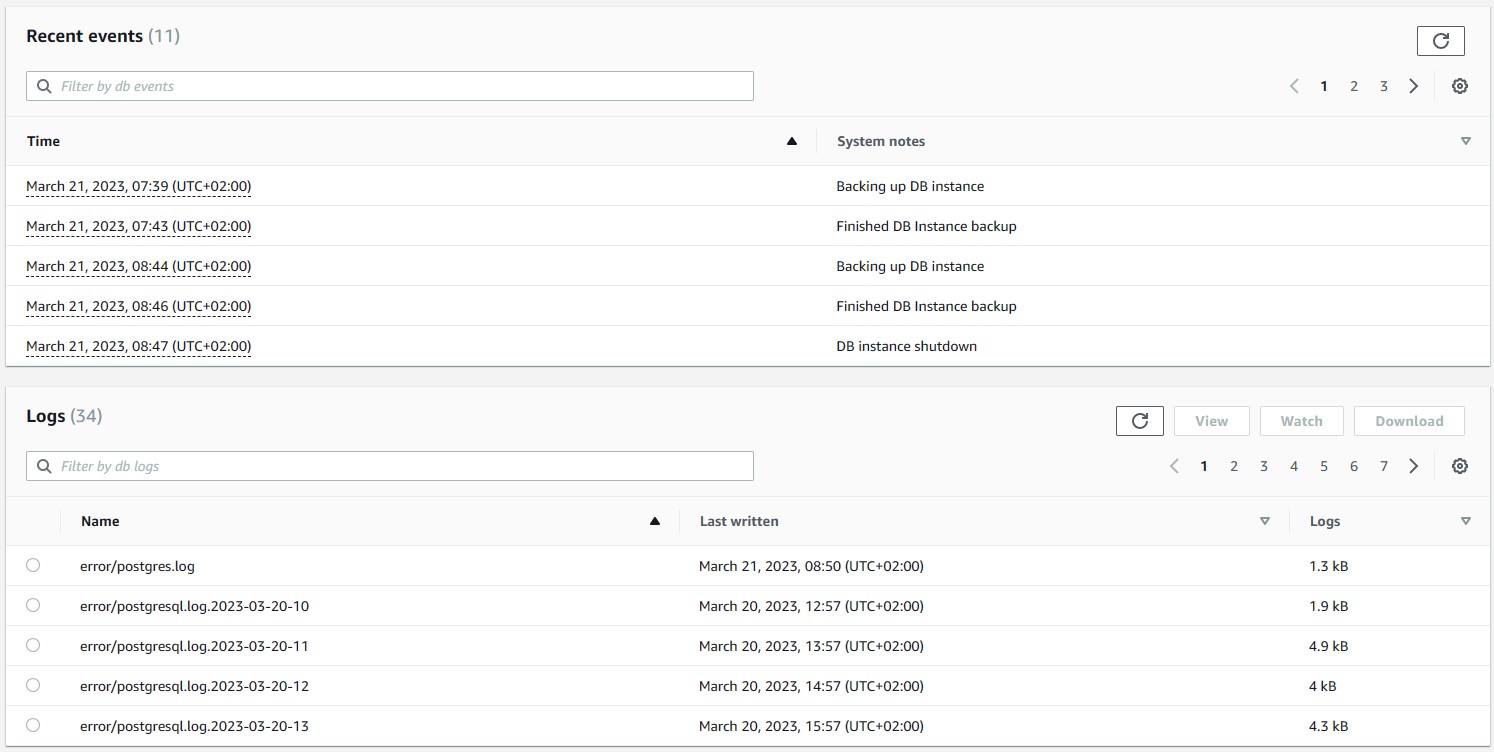 Recent events (11)
Filter by db events
1 2 3
Time System notes
March 21, 2023, 07:39 (UTC+02:00) Backing up DB instance
March 21, 2023, 07:43 (UTC+02:00) Finished DB Instance backup
March 21, 2023, 08:44 (UTC+02:00) Backing up DB instance
March 21, 2023, 08:46 (UTC+02:00) Finished DB Instance backup
March 21, 2023, 08:47 (UTC+02:00) DB instance shutdown
Logs (34)
View Watch Download
Filter by db logs
1 2 3 4 5 6 7
Name Last written Logs
error/postgres.log March 21, 2023, 08:50 (UTC+02:00) 1.3 kB
error/postgresql.log.2023-03-20-10 March 20, 2023, 12:57 (UTC+02:00) 1.9 kB
error/postgresql.log.2023-03-20-11 March 20, 2023, 13:57 (UTC+02:00) 4.9 kB
error/postgresql.log.2023-03-20-12 March 20, 2023, 14:57 (UTC+02:00) 4 kB
error/postgresql.log.2023-03-20-13 March 20, 2023, 15:57 (UTC+02:00) 4.3 kB